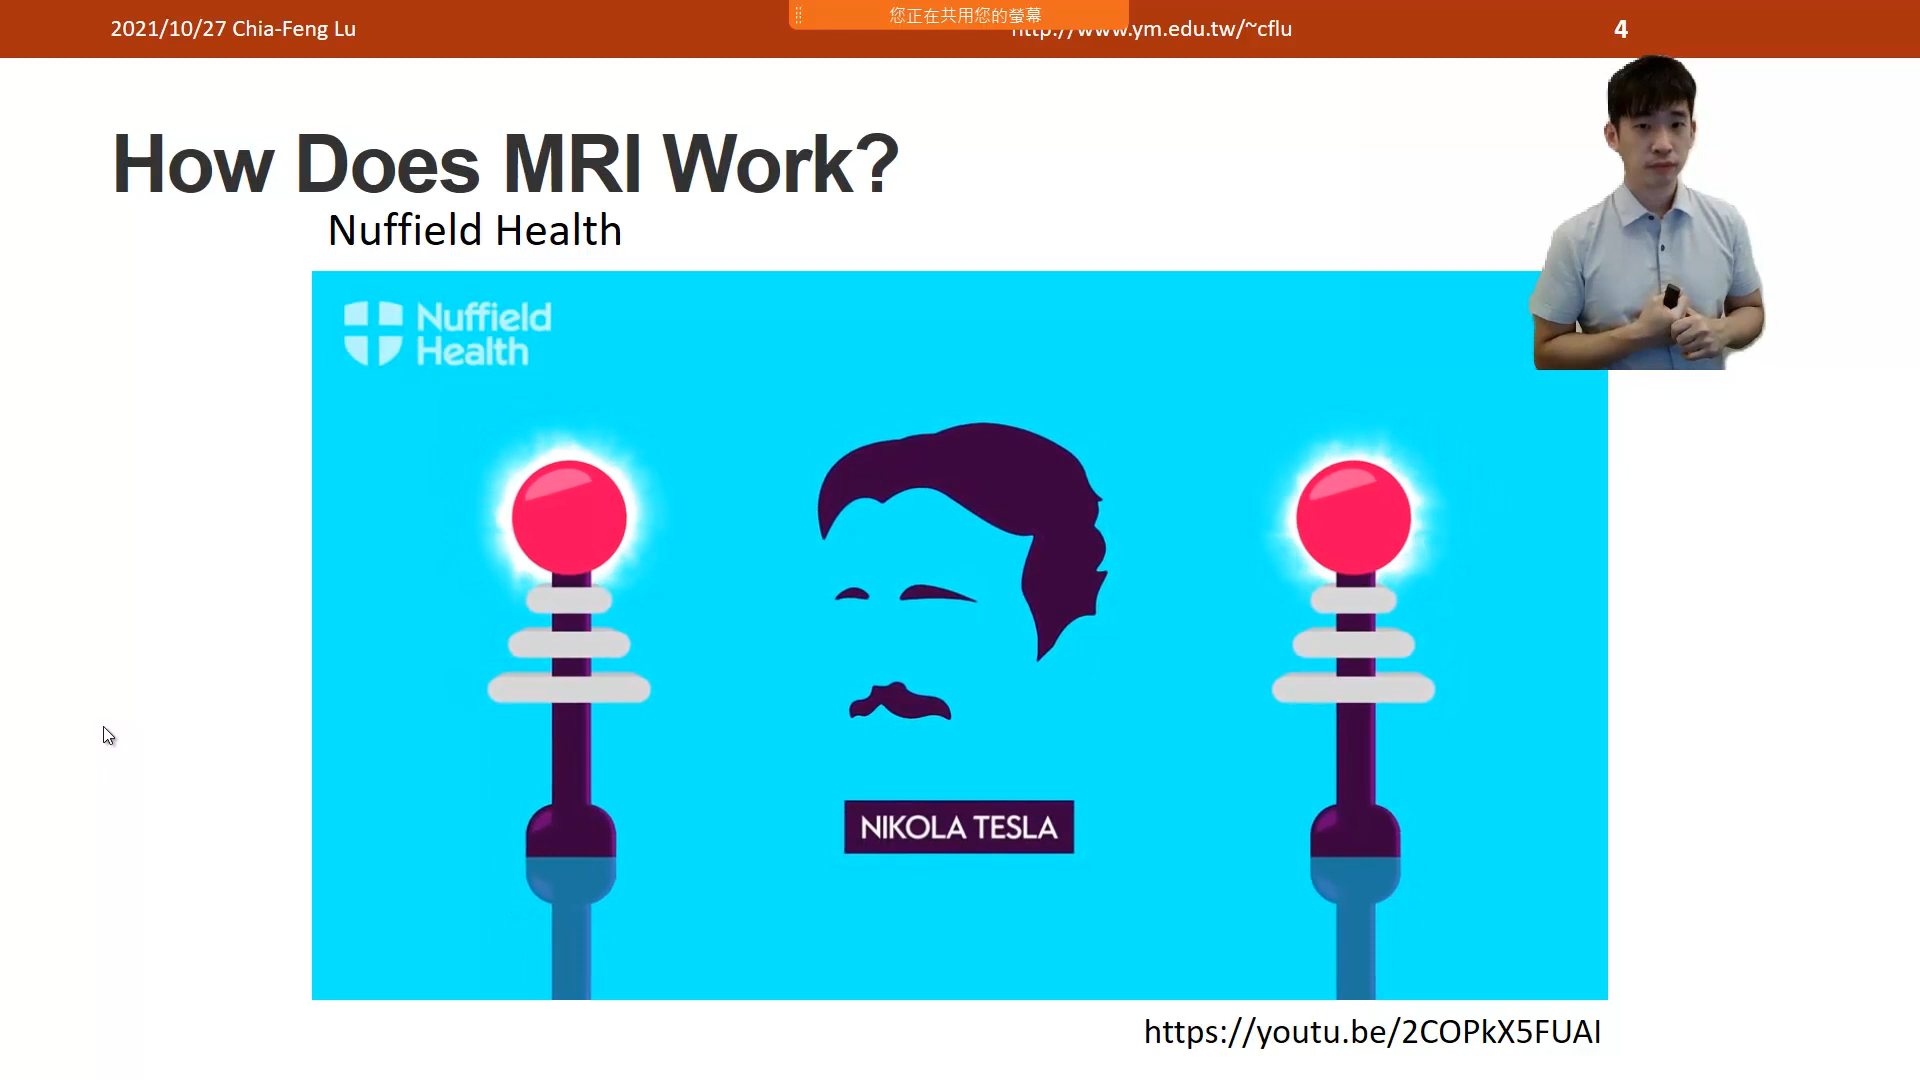 2021/10/27 Chia-Feng Lu
您正在共用您的螢幕
http://www.ym.edu.tw/~cflu
4
How Does MRI Work?
Nuffield Health
Nuffield
Health
NIKOLA TESLA
https://youtu.be/2COPkX5FUAI